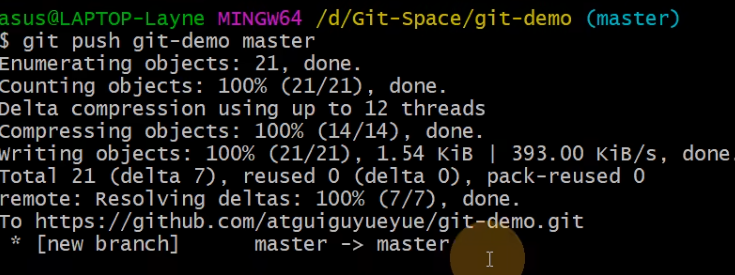 asus@LAPTOP-Layne MINGW64 /d/Git-Space/git-demo (master)
$ git push git-demo master
Enumerating objects: 21, done.
Counting objects: 100% (21/21), done.
Delta compression using up to 12 threads
Compressing objects: 100% (14/14), done.
Writing objects: 100% (21/21), 1.54 KiB | 393.00 KiB/s, done.
Total 21 (delta 7), reused 0 (delta 0), pack-reused 0
remote: Resolving deltas: 100% (7/7), done.
To https://github.com/atguiguyueyue/git-demo.git
 * [new branch]      master -> master